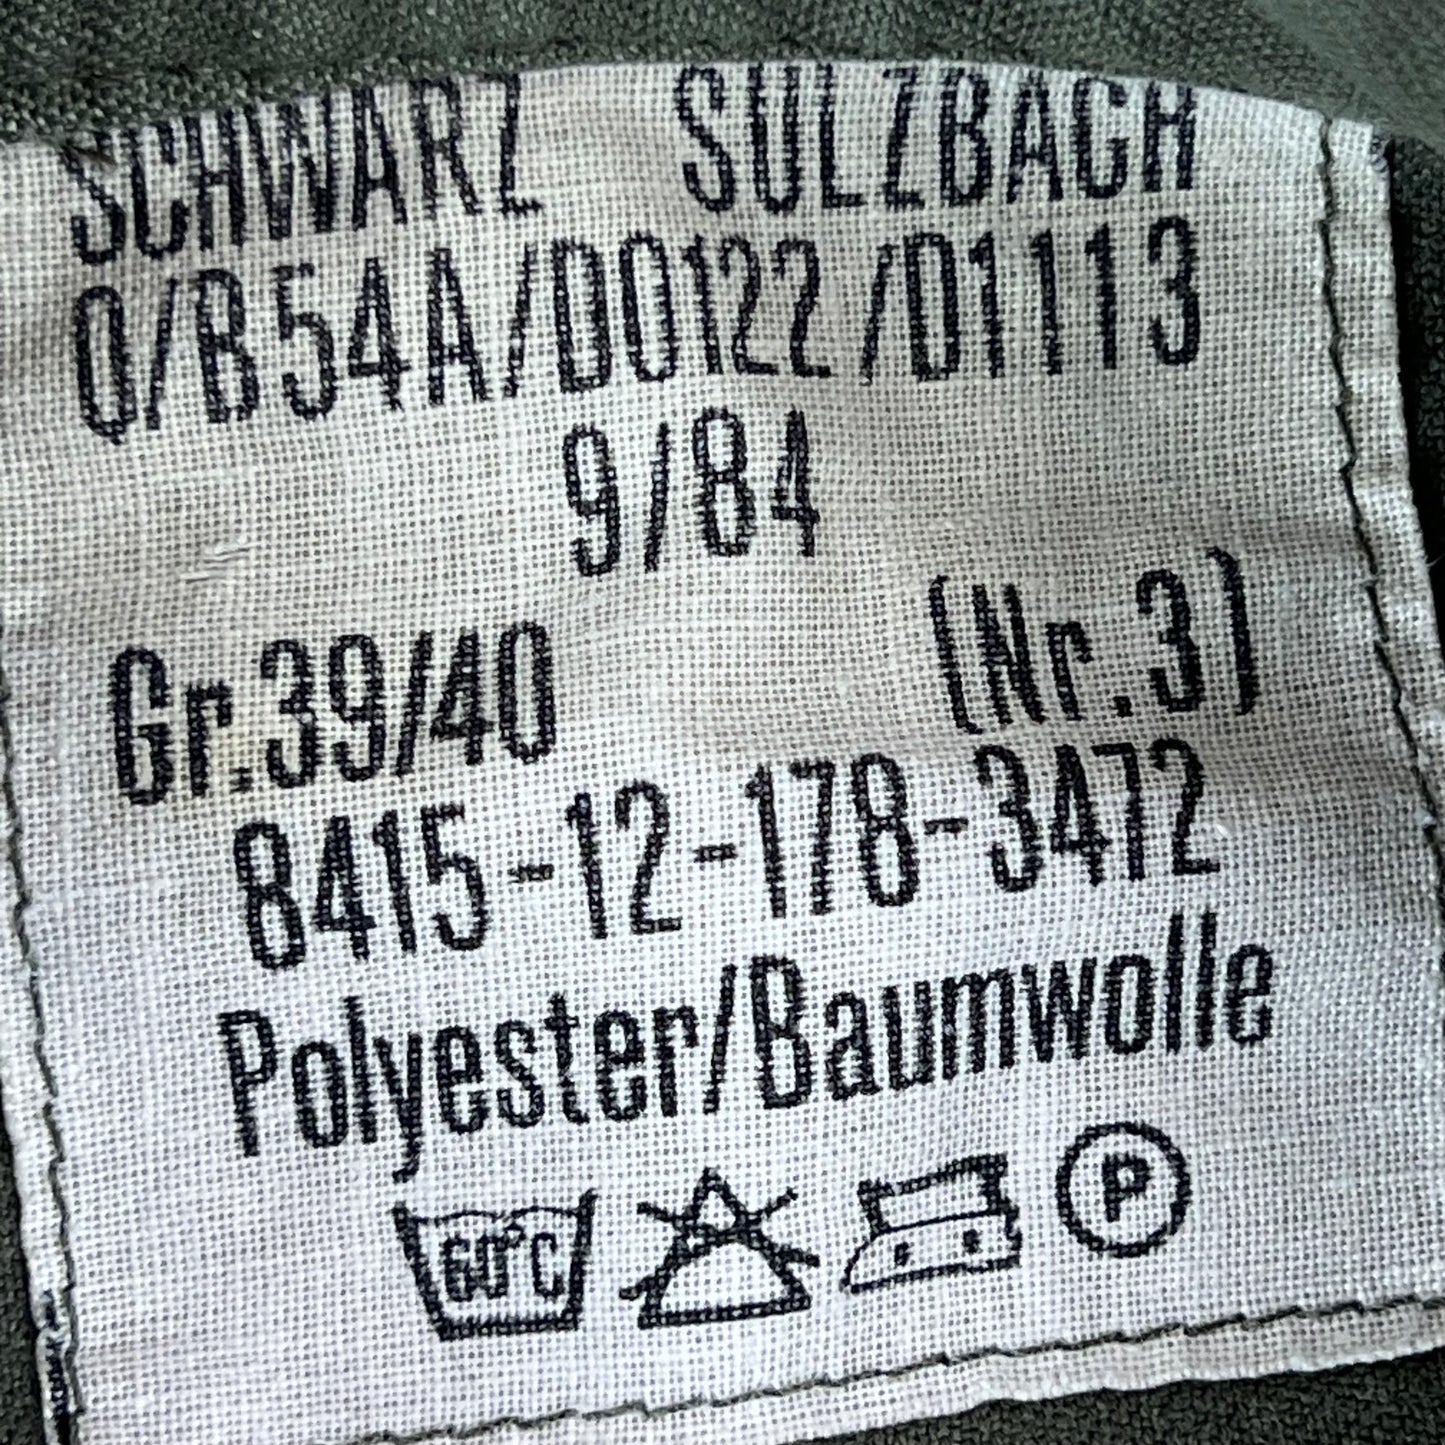 SCHWARZ SULZBACH
0/B54A/D0122/D1113
9/84
Gr.39/40 (Nr.3)
8415-12-178-3472
Polyester/Baumwolle
60°C P